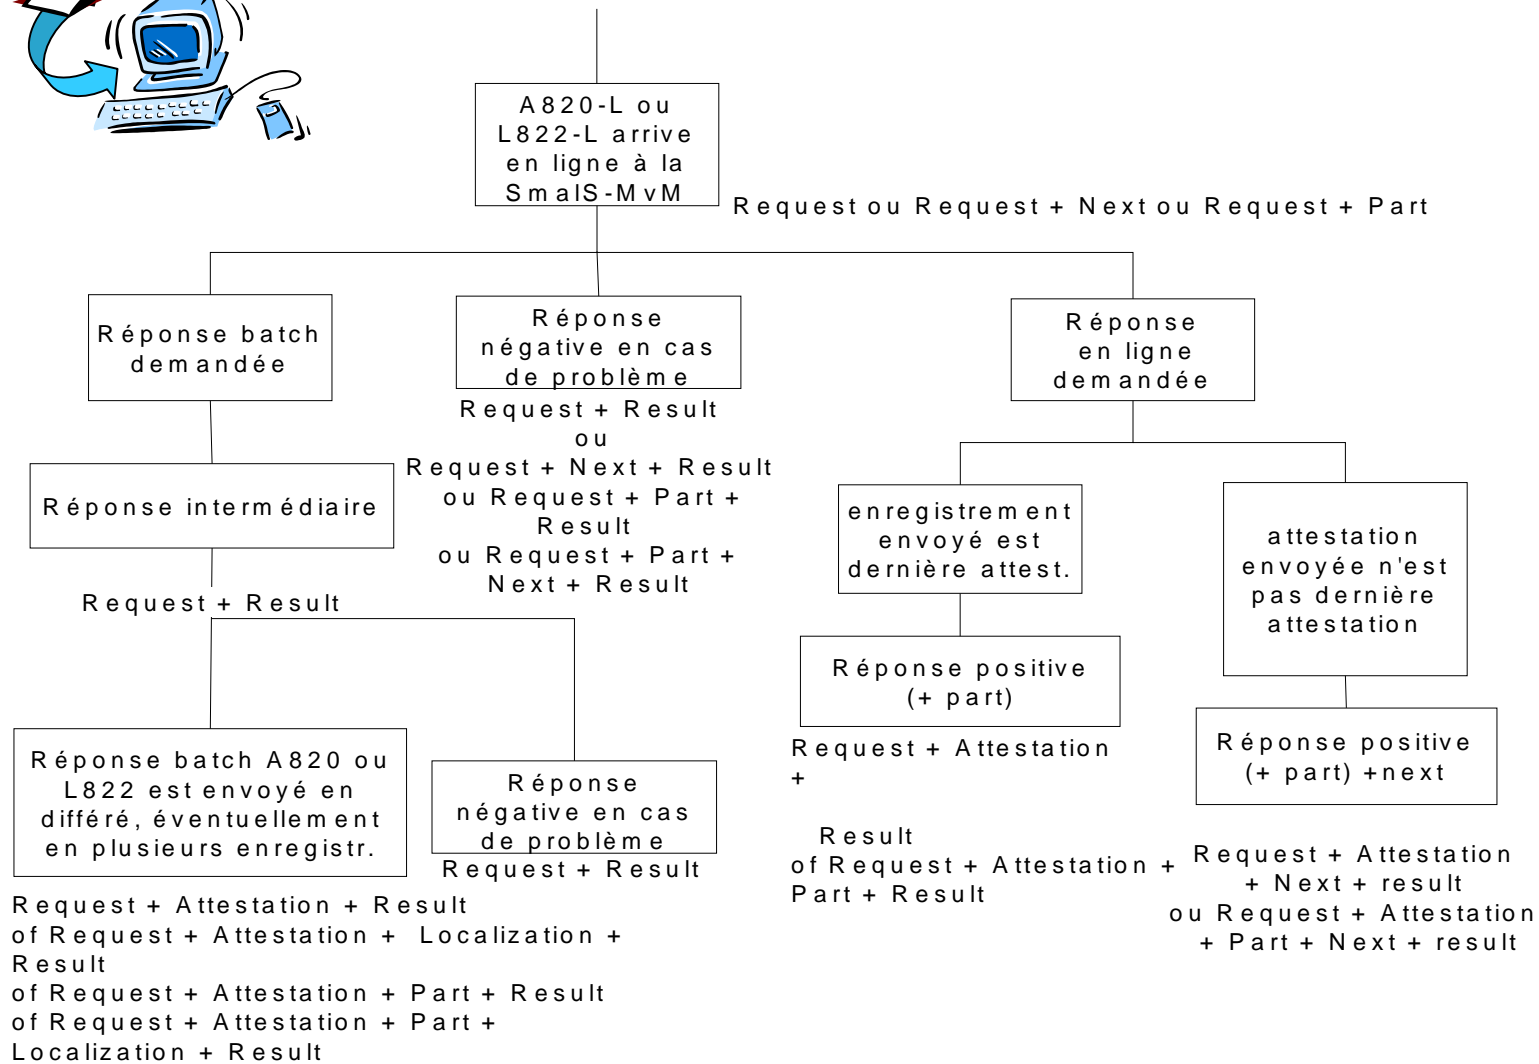 A820-L ou
L822-L arrive
en ligne à la
SmalS-MvM
Request ou Request + Next ou Request + Part
Réponse batch
demandée
Réponse
négative en cas
de problème
Réponse
en ligne
demandée
Request + Result
ou
Request + Next + Result
ou Request + Part +
Result
ou Request + Part +
Next + Result
Réponse intermédiaire
Request + Result
enregistrement
envoyé est
dernière attest.
attestation
envoyée n'est
pas dernière
attestation
Réponse positive
(+ part)
Réponse positive
(+ part) +next
Réponse batch A820 ou
L822 est envoyé en
différé, éventuellement
en plusieurs enregistr.
Réponse
négative en cas
de problème
Request + Result
Request + Attestation
+
Result
of Request + Attestation +
Part + Result
Request + Attestation
+ Next + result
ou Request + Attestation
+ Part + Next + result
Request + Attestation + Result
of Request + Attestation + Localization +
Result
of Request + Attestation + Part + Result
of Request + Attestation + Part +
Localization + Result